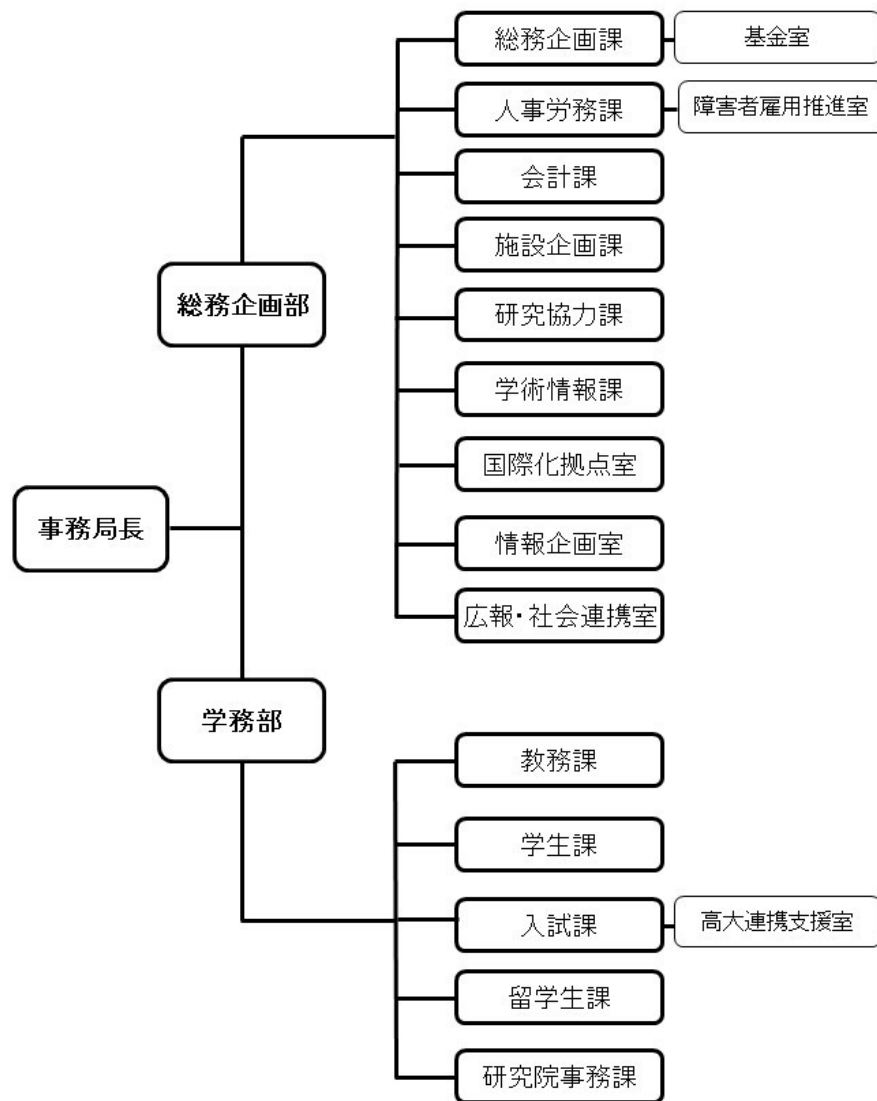 事務局長
総務企画部
総務企画課
基金室
人事労務課
障害者雇用推進室
会計課
施設企画課
研究協力課
学術情報課
国際化拠点室
情報企画室
広報・社会連携室
学務部
教務課
学生課
入試課
高大連携支援室
留学生課
研究院事務課